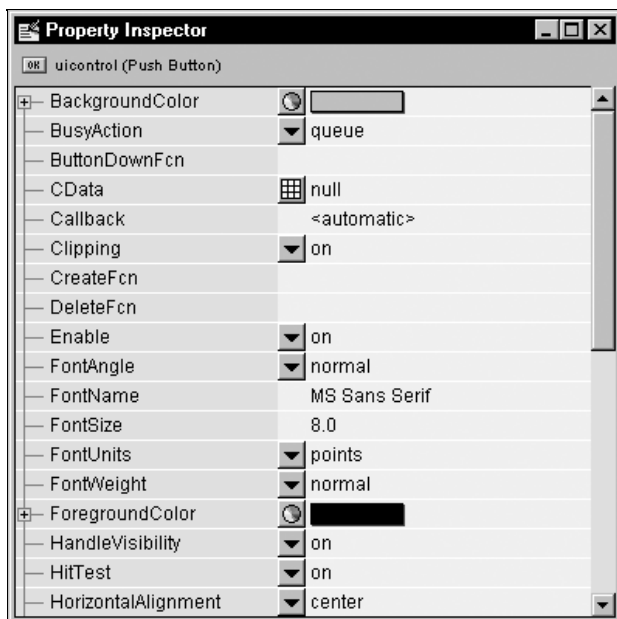 Property Inspector
OK uicontrol (Push Button)
BackgroundColor
BusyAction queue
ButtonDownFcn
CData null
Callback <automatic>
Clipping on
CreateFcn
DeleteFcn
Enable on
FontAngle normal
FontName MS Sans Serif
FontSize 8.0
FontUnits points
FontWeight normal
ForegroundColor
HandleVisibility on
HitTest on
HorizontalAlignment center